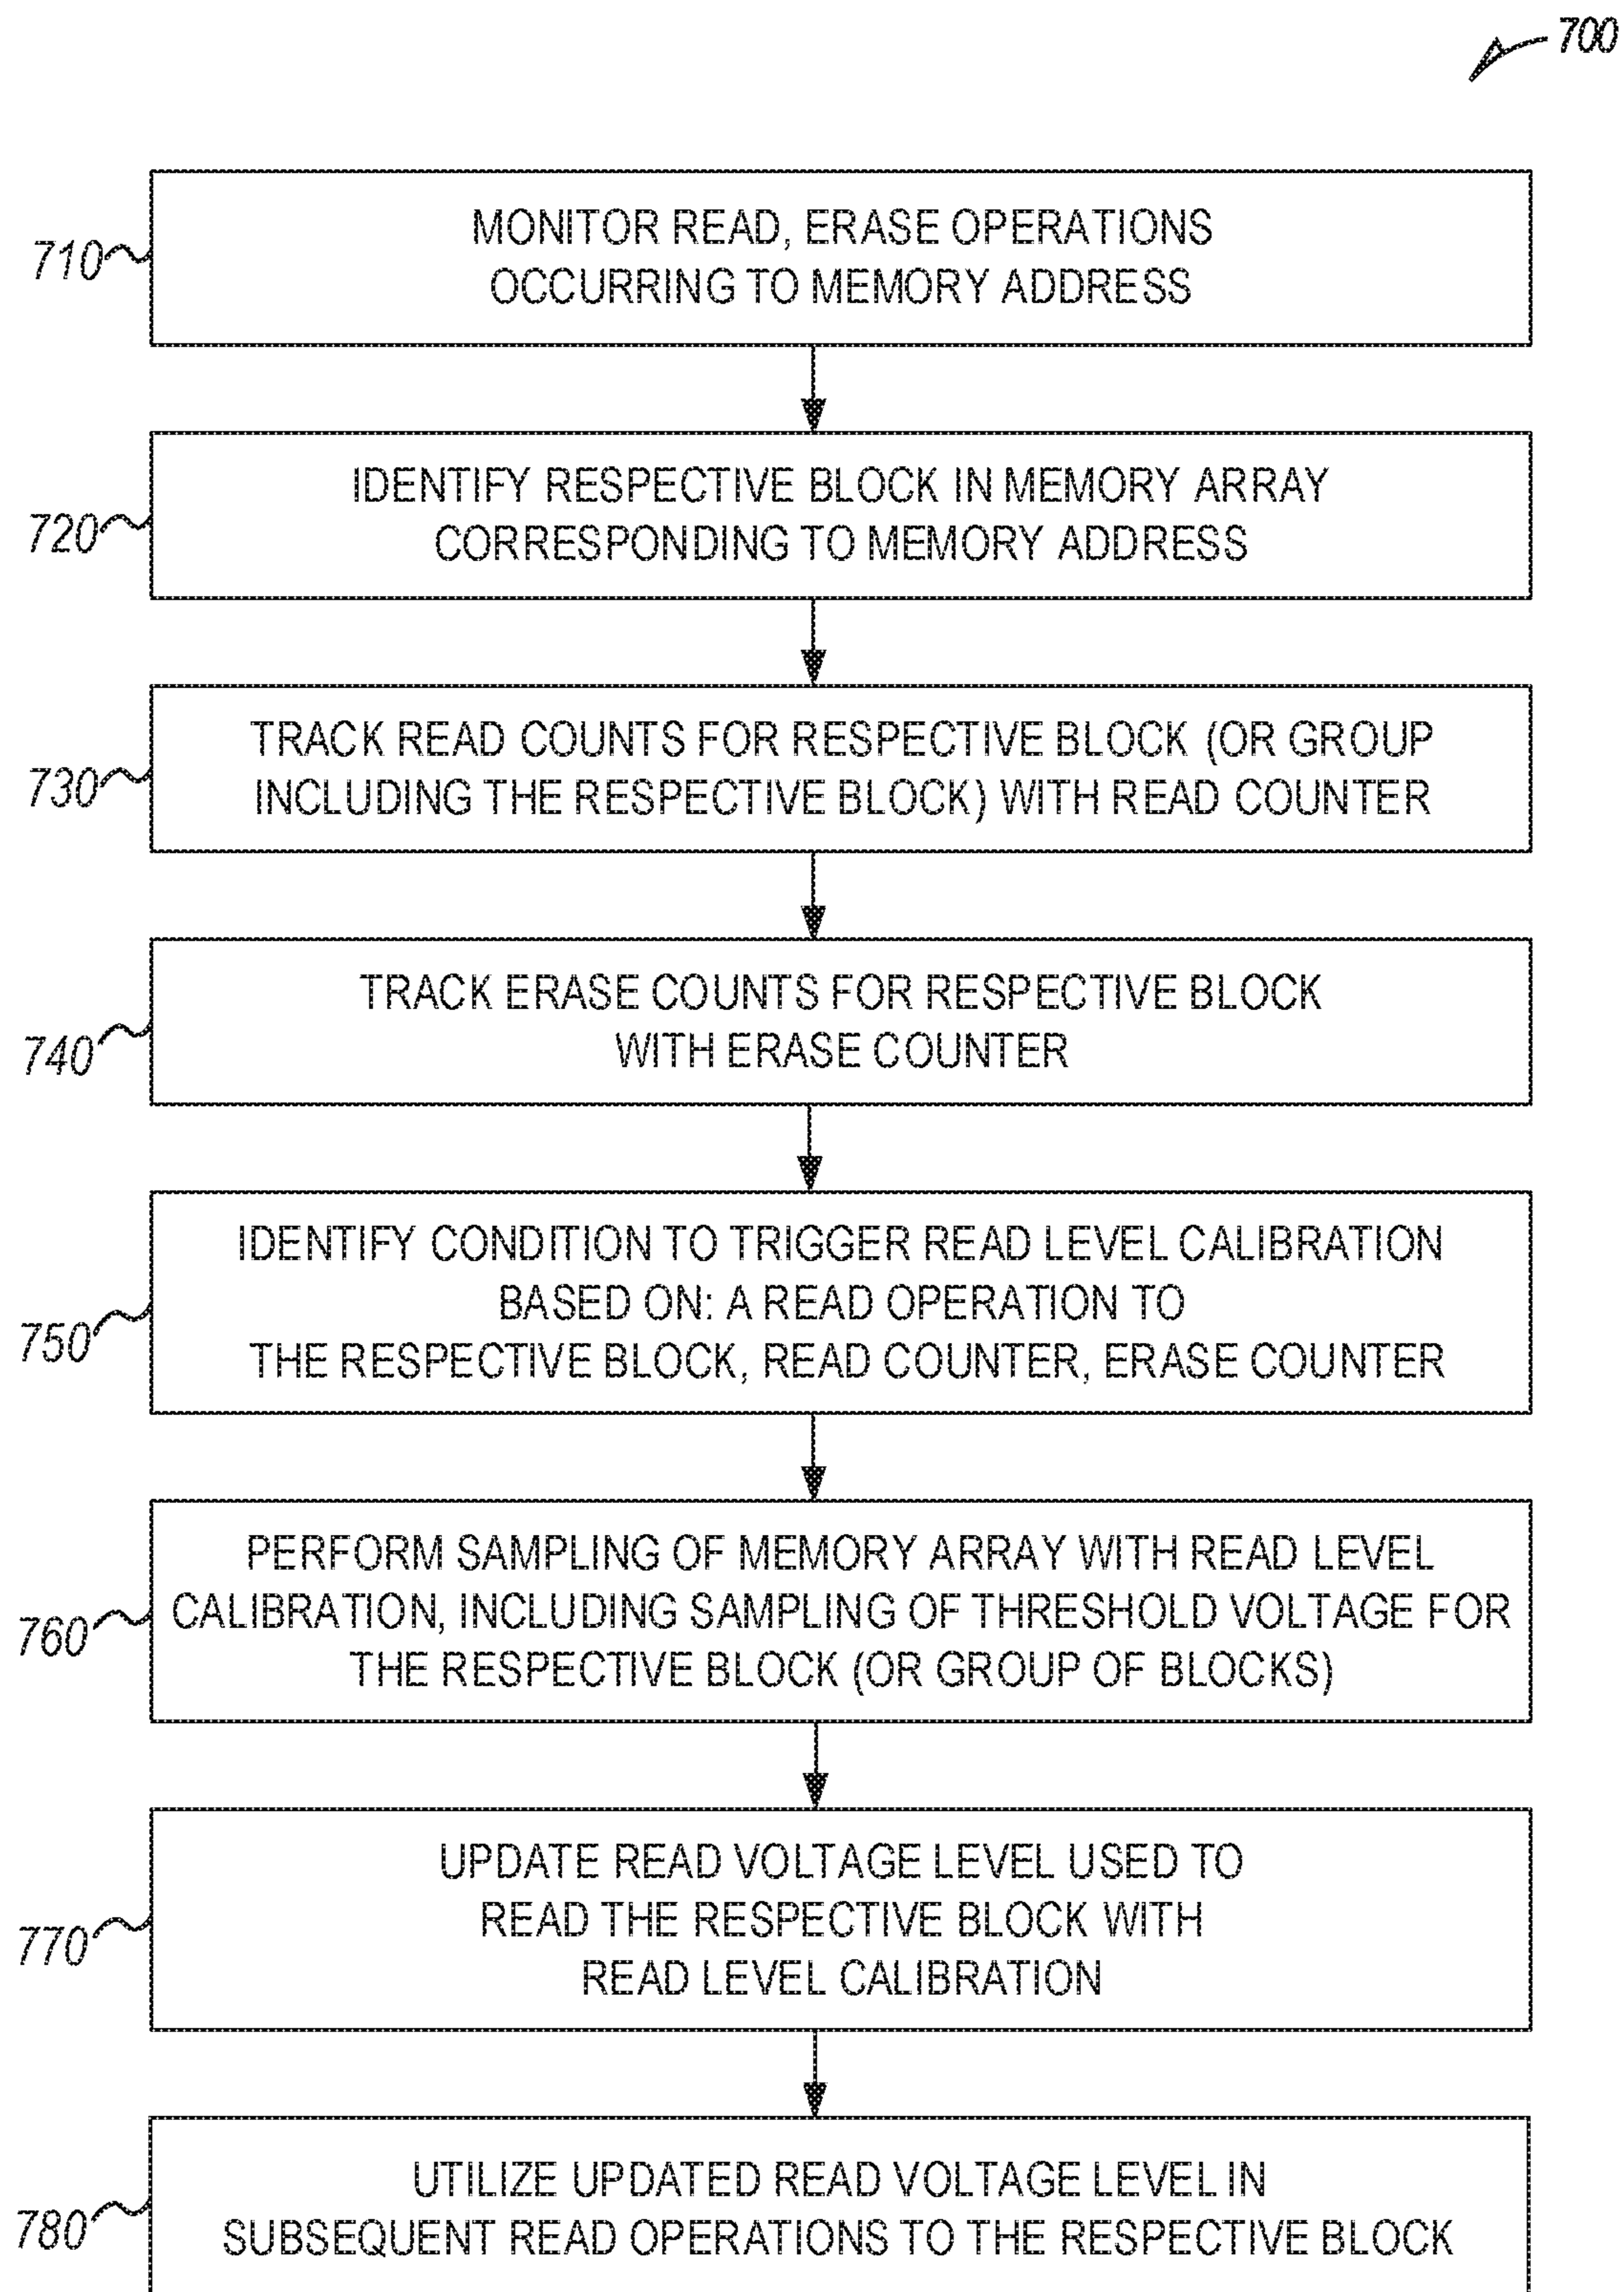 700
710
MONITOR READ, ERASE OPERATIONS
OCCURRING TO MEMORY ADDRESS
720
IDENTIFY RESPECTIVE BLOCK IN MEMORY ARRAY
CORRESPONDING TO MEMORY ADDRESS
730
TRACK READ COUNTS FOR RESPECTIVE BLOCK (OR GROUP
INCLUDING THE RESPECTIVE BLOCK) WITH READ COUNTER
740
TRACK ERASE COUNTS FOR RESPECTIVE BLOCK
WITH ERASE COUNTER
750
IDENTIFY CONDITION TO TRIGGER READ LEVEL CALIBRATION
BASED ON: A READ OPERATION TO
THE RESPECTIVE BLOCK, READ COUNTER, ERASE COUNTER
760
PERFORM SAMPLING OF MEMORY ARRAY WITH READ LEVEL
CALIBRATION, INCLUDING SAMPLING OF THRESHOLD VOLTAGE FOR
THE RESPECTIVE BLOCK (OR GROUP OF BLOCKS)
770
UPDATE READ VOLTAGE LEVEL USED TO
READ THE RESPECTIVE BLOCK WITH
READ LEVEL CALIBRATION
780
UTILIZE UPDATED READ VOLTAGE LEVEL IN
SUBSEQUENT READ OPERATIONS TO THE RESPECTIVE BLOCK